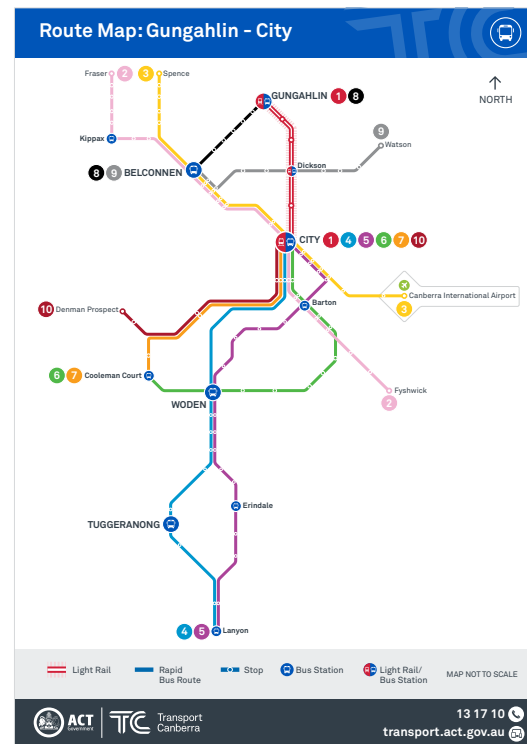 Route Map: Gungahlin - City
Fraser 2 3 Spence
GUNGAHLIN 1 8
NORTH
Kippax
9
Watson
Dickson
8 9 BELCONNEN
CITY 1 4 5 6 7 10
Canberra International Airport
3
10 Denman Prospect
Barton
6 7 Cooleman Court
Fyshwick
2
WODEN
Erindale
TUGGERANONG
4 5 Lanyon
Light Rail
Rapid
Bus Route
Stop
Bus Station
Light Rail/
Bus Station
MAP NOT TO SCALE
ACT
Government
TC
Transport
Canberra
13 17 10
transport.act.gov.au